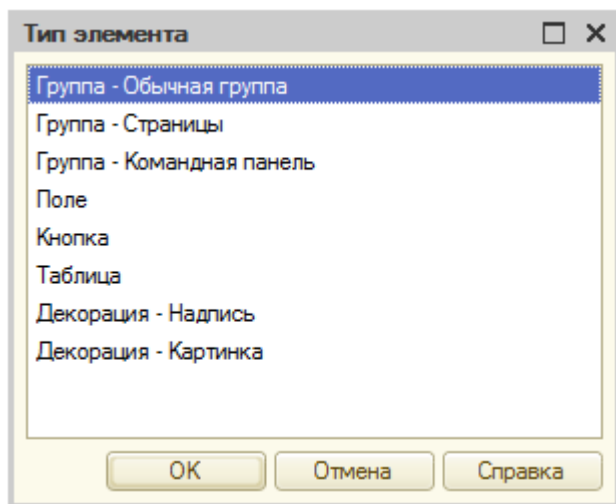 Тип элемента
Группа - Обычная группа
Группа - Страницы
Группа - Командная панель
Поле
Кнопка
Таблица
Декорация - Надпись
Декорация - Картинка
ОК Отмена Справка